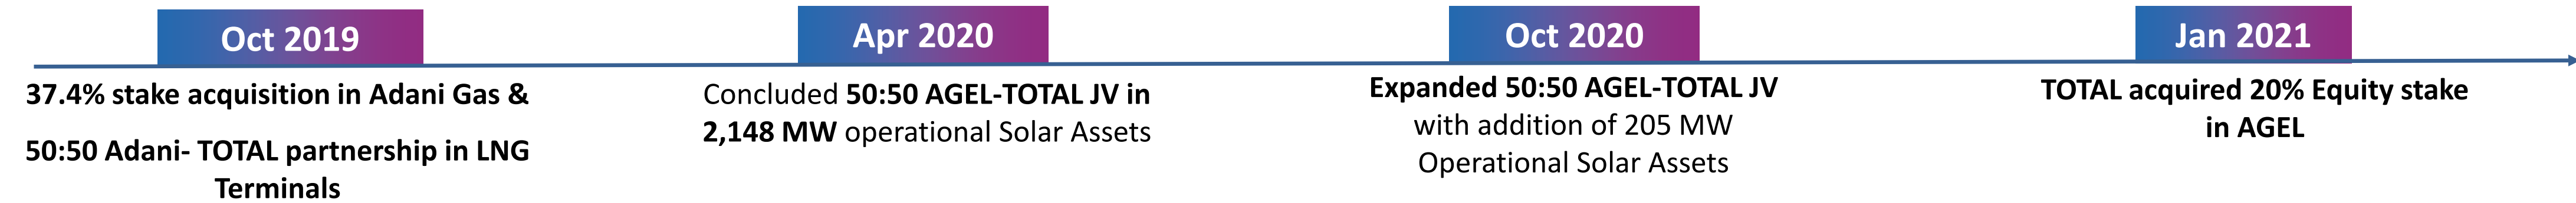 Oct 2019
37.4% stake acquisition in Adani Gas &
50:50 Adani- TOTAL partnership in LNG
Terminals
Apr 2020
Concluded 50:50 AGEL-TOTAL JV in
2,148 MW operational Solar Assets
Oct 2020
Expanded 50:50 AGEL-TOTAL JV
with addition of 205 MW
Operational Solar Assets
Jan 2021
TOTAL acquired 20% Equity stake
in AGEL